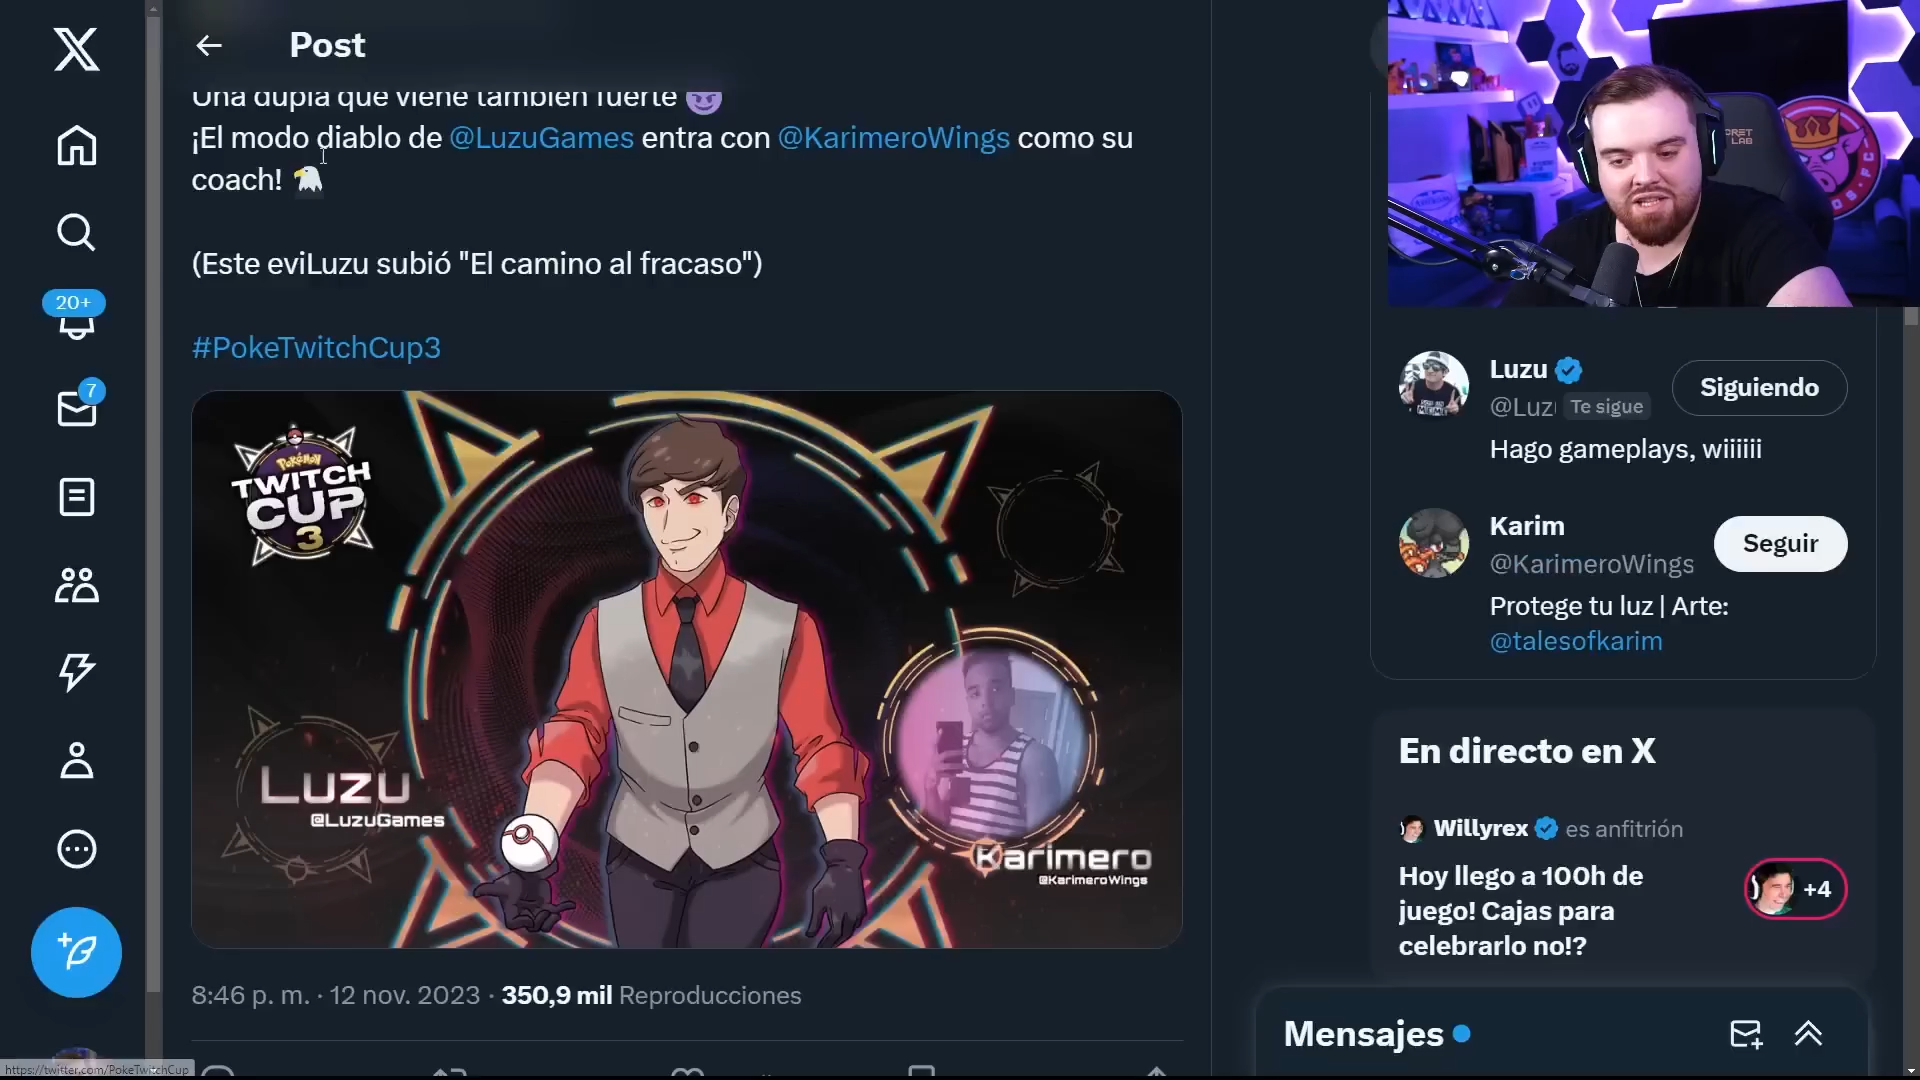 Post
Una dupla que viene también fuerte
¡El modo diablo de @LuzuGames entra con @KarimeroWings como su
coach!
(Este eviLuzu subió "El camino al fracaso")
#PokeTwitchCup3
Pokémon
TWITCH
CUP
3
Luzu
@LuzuGames
Karimero
@KarimeroWings
8:46 p. m. · 12 nov. 2023 · 350,9 mil Reproducciones
20+
7
https://twitter.com/PokeTwitchCup
Luzu
Siguiendo
@Luz
Te sigue
Hago gameplays, wiiiiii
Karim
Seguir
@KarimeroWings
Protege tu luz | Arte:
@talesofkarim
En directo en X
Willyrex es anfitrión
Hoy llego a 100h de
juego! Cajas para
celebrarlo no!?
+4
Mensajes